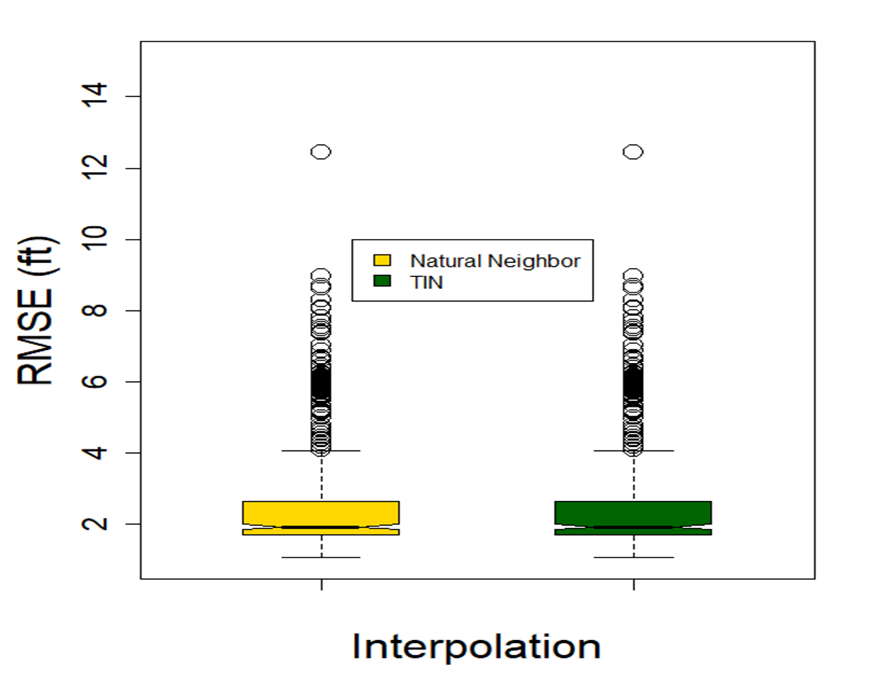 14
12
10
8
6
4
2
RMSE (ft)
Natural Neighbor
TIN
Interpolation